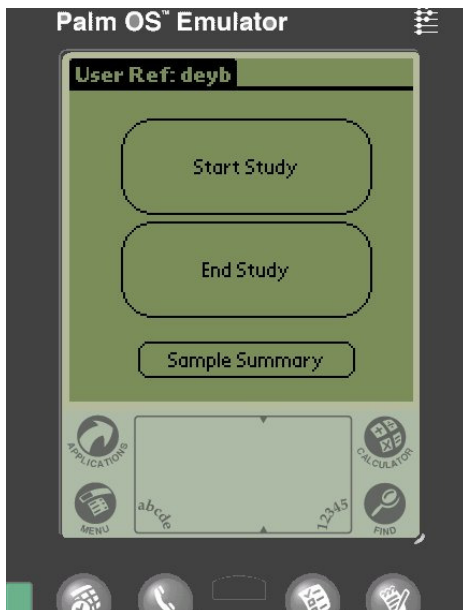 Palm OS™ Emulator
User Ref: deyb
Start Study
End Study
Sample Summary
APPLICATIONS
CALCULATOR
MENU
abcde
12345
FIND